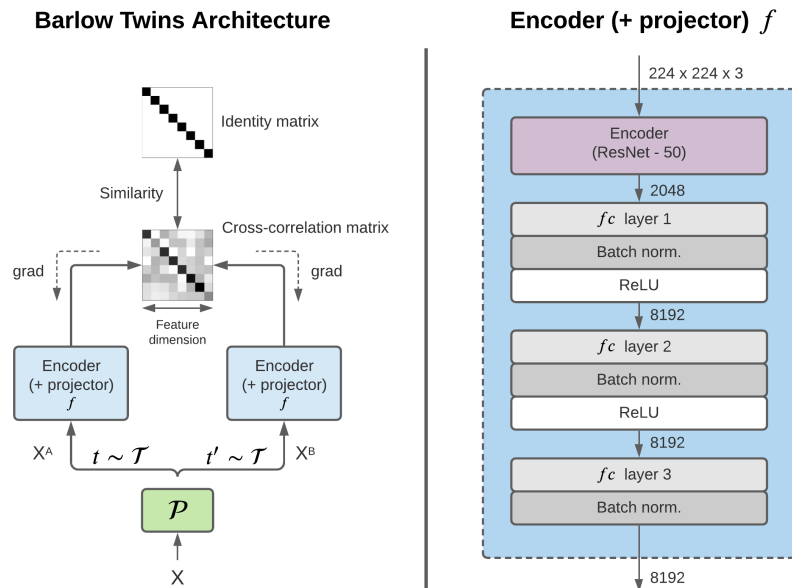 Barlow Twins Architecture
Identity matrix
Similarity
Cross-correlation matrix
grad
grad
Feature
dimension
Encoder
(+ projector)
f
Encoder
(+ projector)
f
Xᴬ
t ∼ 𝒯
t′ ∼ 𝒯
Xᴮ
𝒫
X
Encoder (+ projector) f
224 x 224 x 3
Encoder
(ResNet - 50)
2048
fc layer 1
Batch norm.
ReLU
8192
fc layer 2
Batch norm.
ReLU
8192
fc layer 3
Batch norm.
8192